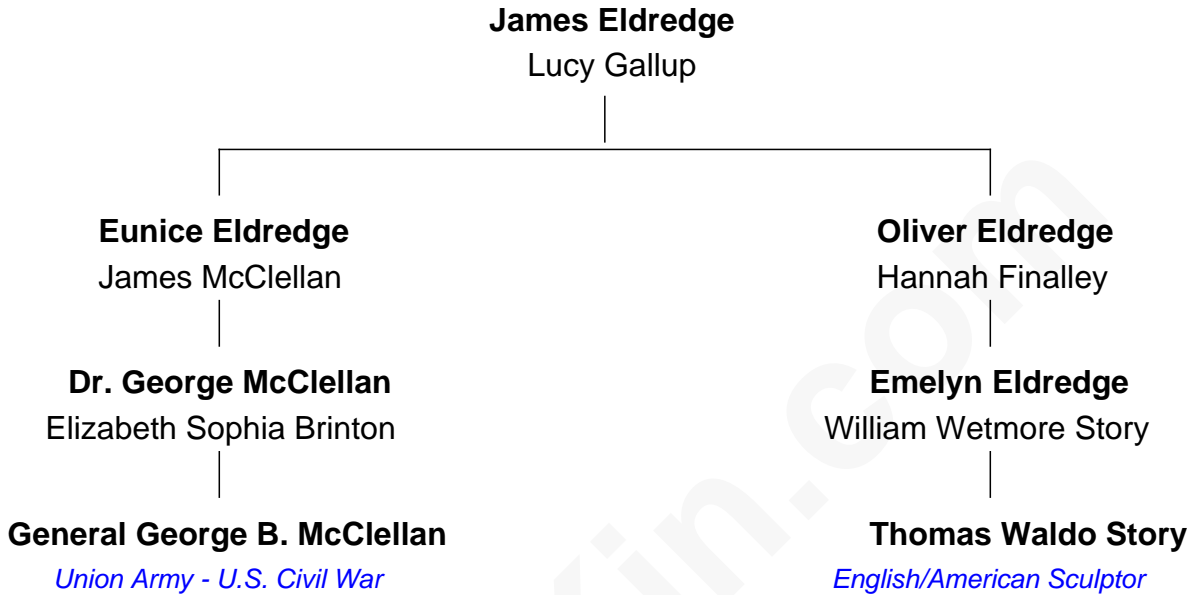 James Eldredge
Lucy Gallup
Eunice Eldredge
James McClellan
Oliver Eldredge
Hannah Finalley
Dr. George McClellan
Elizabeth Sophia Brinton
Emelyn Eldredge
William Wetmore Story
General George B. McClellan
Union Army - U.S. Civil War
Thomas Waldo Story
English/American Sculptor